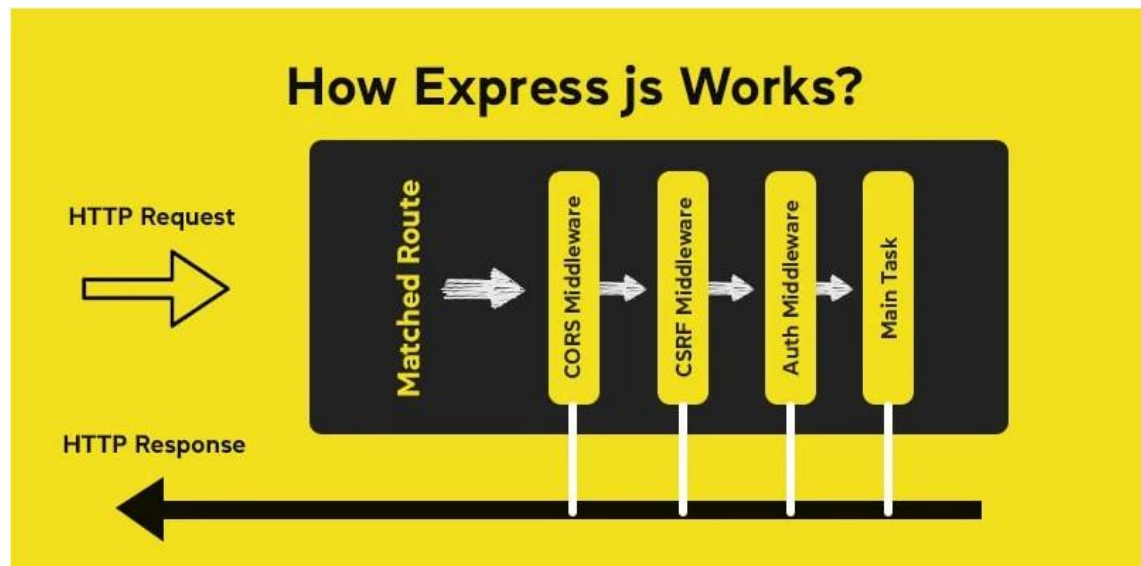 How Express js Works?
HTTP Request
Matched Route
CORS Middleware
CSRF Middleware
Auth Middleware
Main Task
HTTP Response